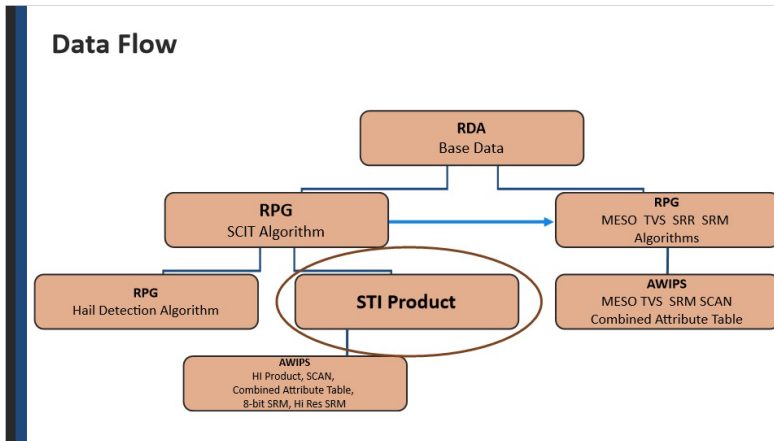 Data Flow
RDA
Base Data
RPG
SCIT Algorithm
RPG
MESO TVS SRR SRM
Algorithms
RPG
Hail Detection Algorithm
STI Product
AWIPS
MESO TVS SRM SCAN
Combined Attribute Table
AWIPS
HI Product, SCAN,
Combined Attribute Table,
8-bit SRM, Hi Res SRM